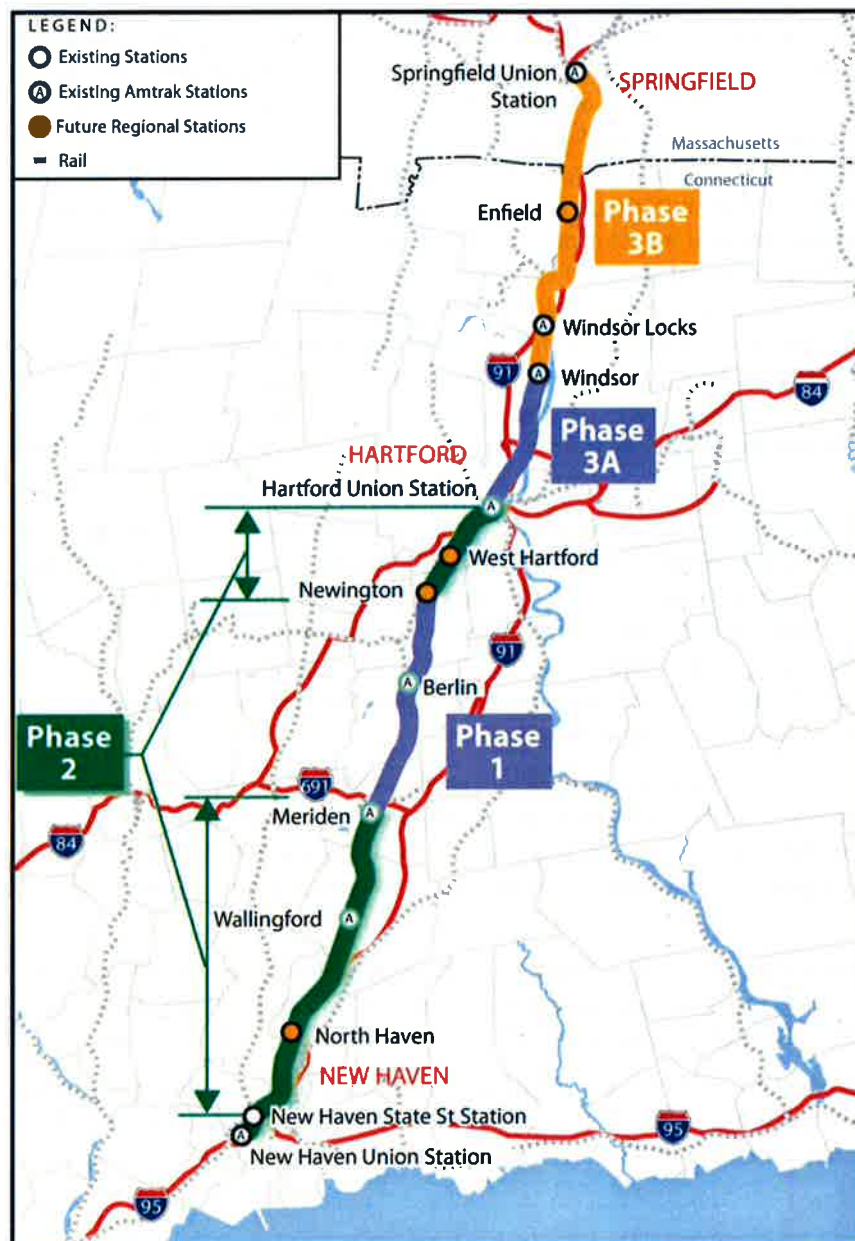 LEGEND:
Existing Stations
A Existing Amtrak Stations
Future Regional Stations
Rail
Springfield Union
Station
A
SPRINGFIELD
Massachusetts
Connecticut
Enfield
Phase
3B
A
Windsor Locks
91
A
Windsor
84
Phase
3A
HARTFORD
Hartford Union Station
A
West Hartford
Newington
91
A
Berlin
Phase
2
Phase
1
691
Meriden
A
84
Wallingford
A
North Haven
NEW HAVEN
New Haven State St Station
A
95
New Haven Union Station
95